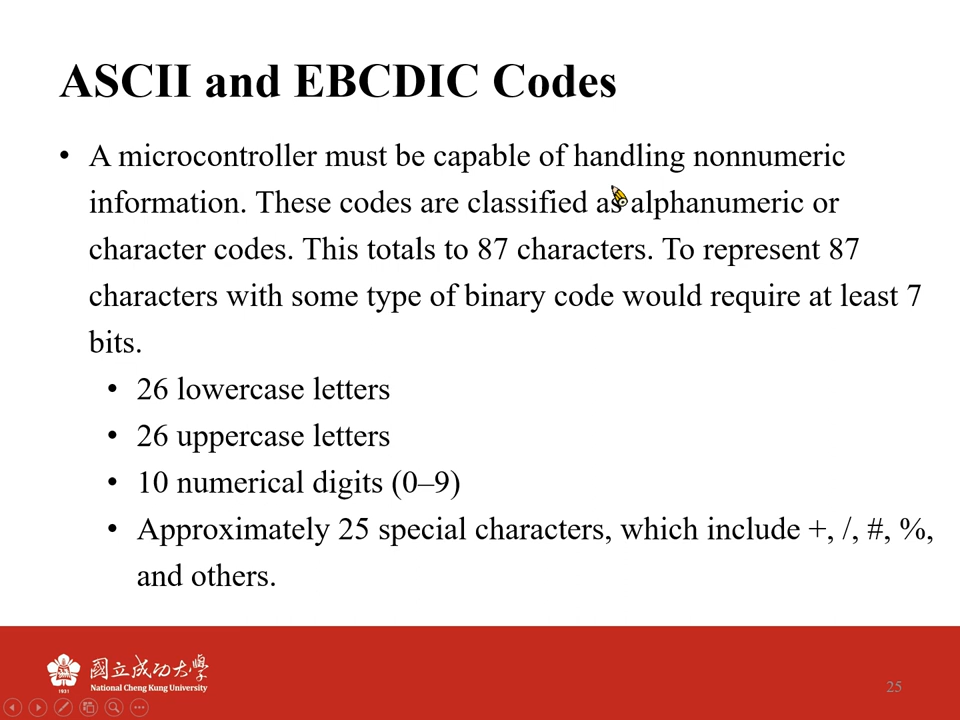 ASCII and EBCDIC Codes
• A microcontroller must be capable of handling nonnumeric
information. These codes are classified as alphanumeric or
character codes. This totals to 87 characters. To represent 87
characters with some type of binary code would require at least 7
bits.
• 26 lowercase letters
• 26 uppercase letters
• 10 numerical digits (0–9)
• Approximately 25 special characters, which include +, /, #, %,
and others.
國立成功大學
National Cheng Kung University
1931
25